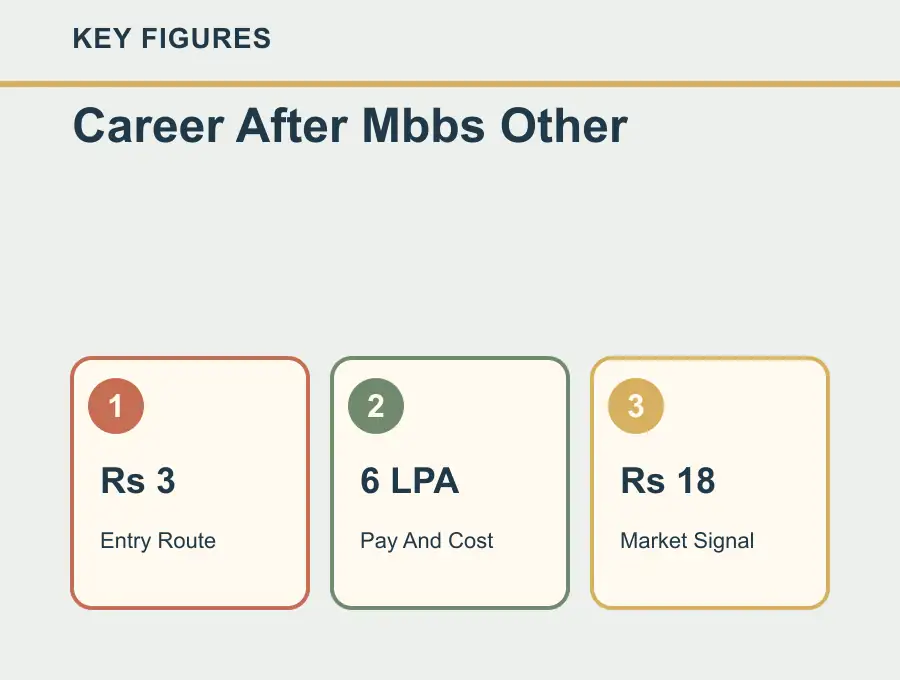 KEY FIGURES
Career After Mbbs Other
1
Rs 3
Entry Route
2
6 LPA
Pay And Cost
3
Rs 18
Market Signal